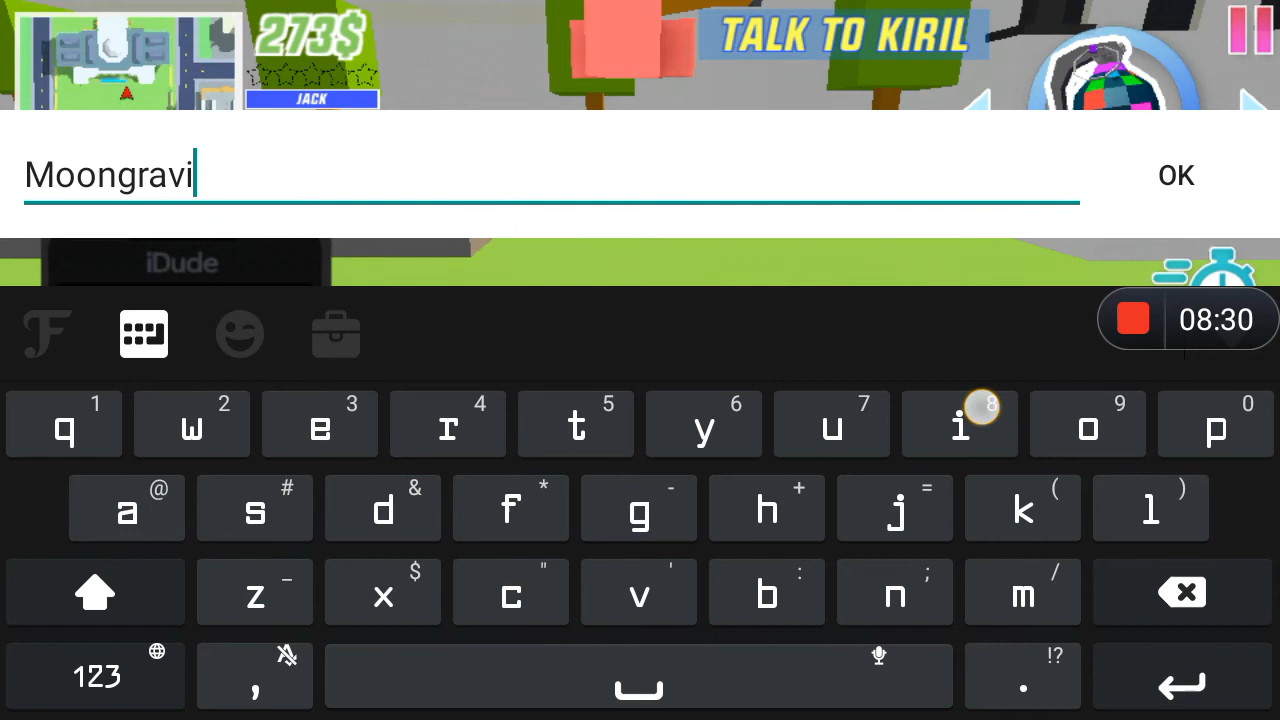 273$
TALK TO KIRIL
JACK
Moongravi
OK
iDude
08:30
1 2 3 4 5 6 7 8 9 0
q w e r t y u i o p
@ # & * - + = ( )
a s d f g h j k l
_ $ " ' : ; /
z x c v b n m
!?
123 , .